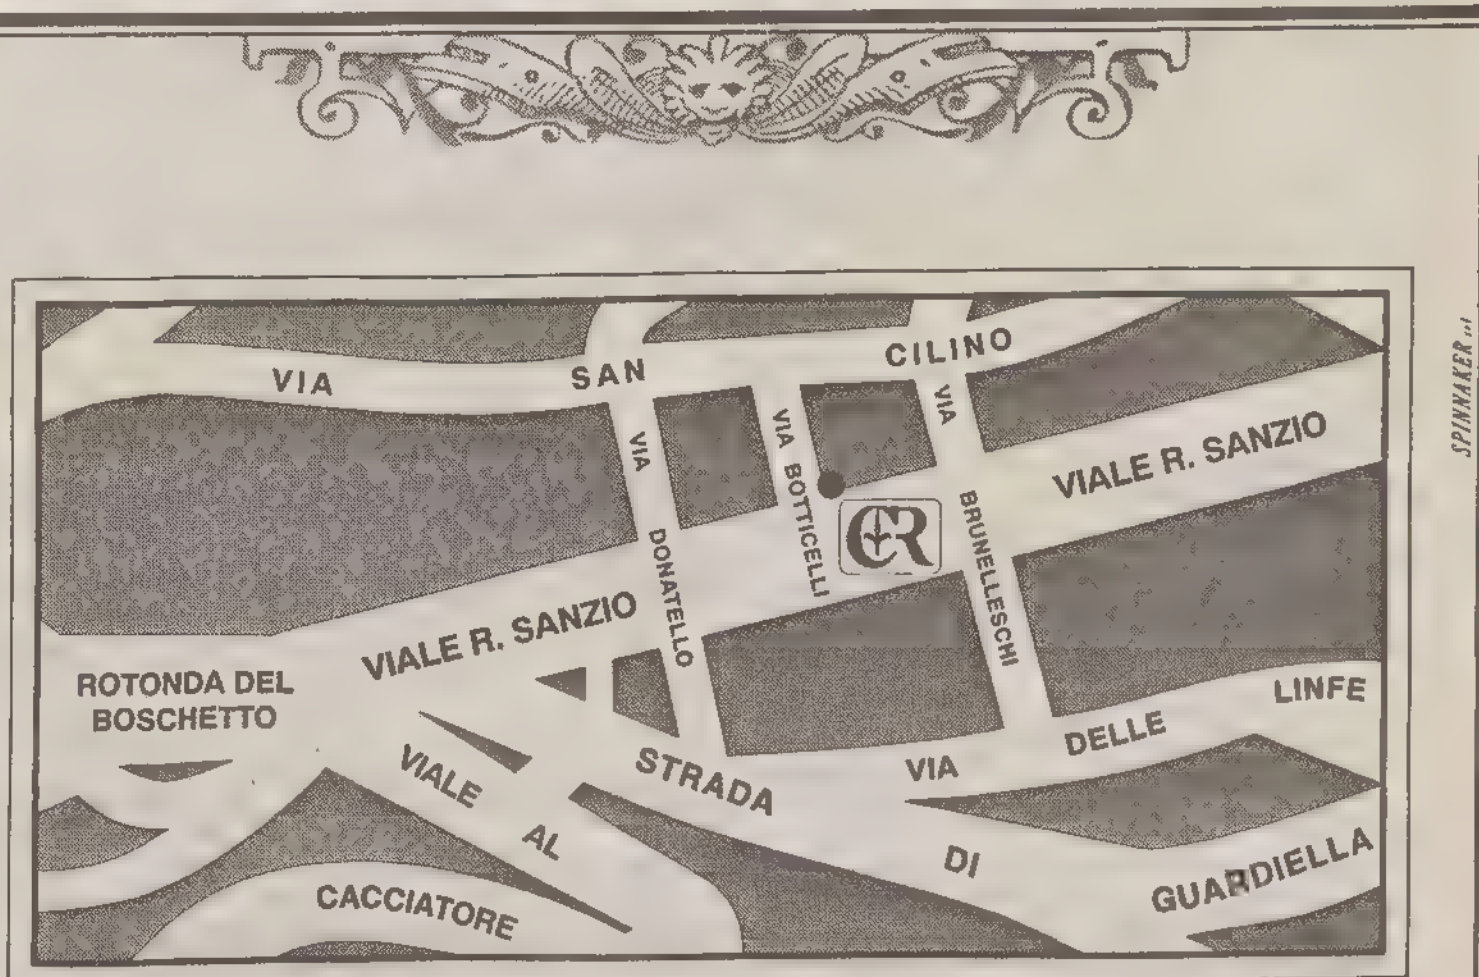 SPINNAKER
VIA SAN CILINO
VIA DONATELLO
VIA BOTTICELLI
VIA BRUNELLESCHI
VIALE R. SANZIO
CR
VIALE R. SANZIO
ROTONDA DEL
BOSCHETTO
VIALE AL CACCIATORE
STRADA DI GUARDIELLA
VIA DELLE LINFE